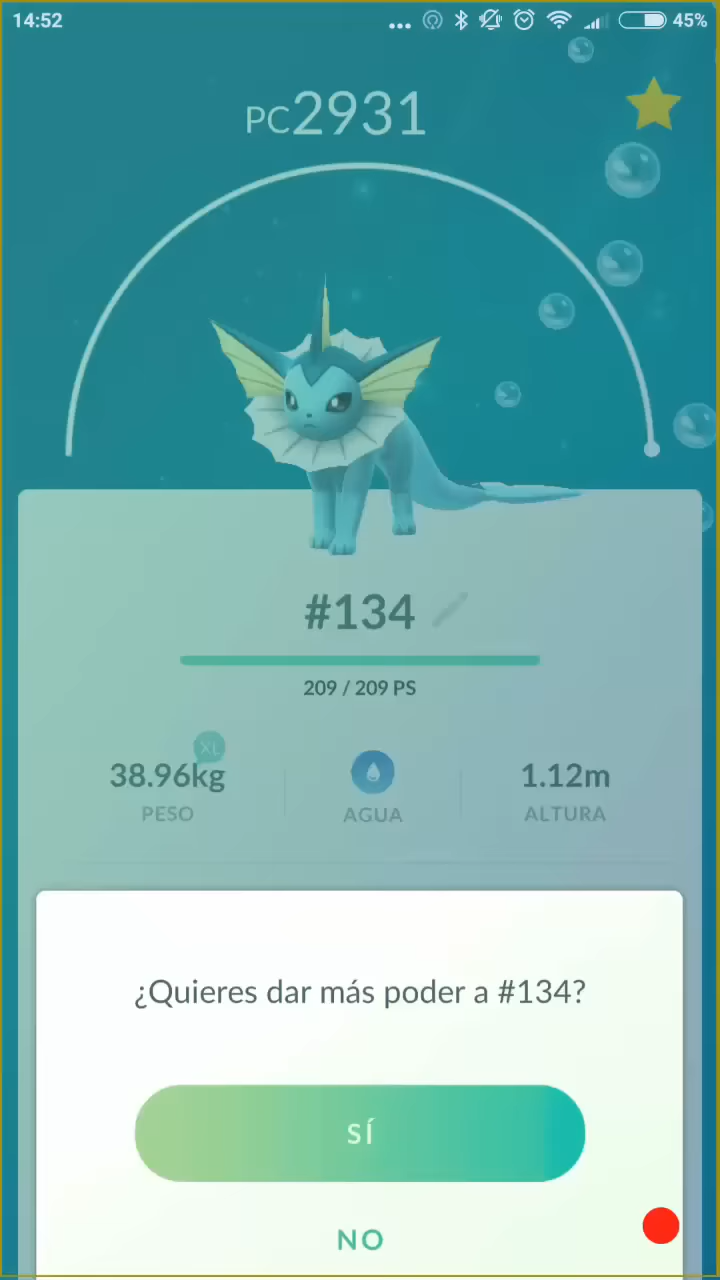 14:52
45%
PC2931
#134
209 / 209 PS
XL
38.96kg
1.12m
PESO
AGUA
ALTURA
¿Quieres dar más poder a #134?
SÍ
NO